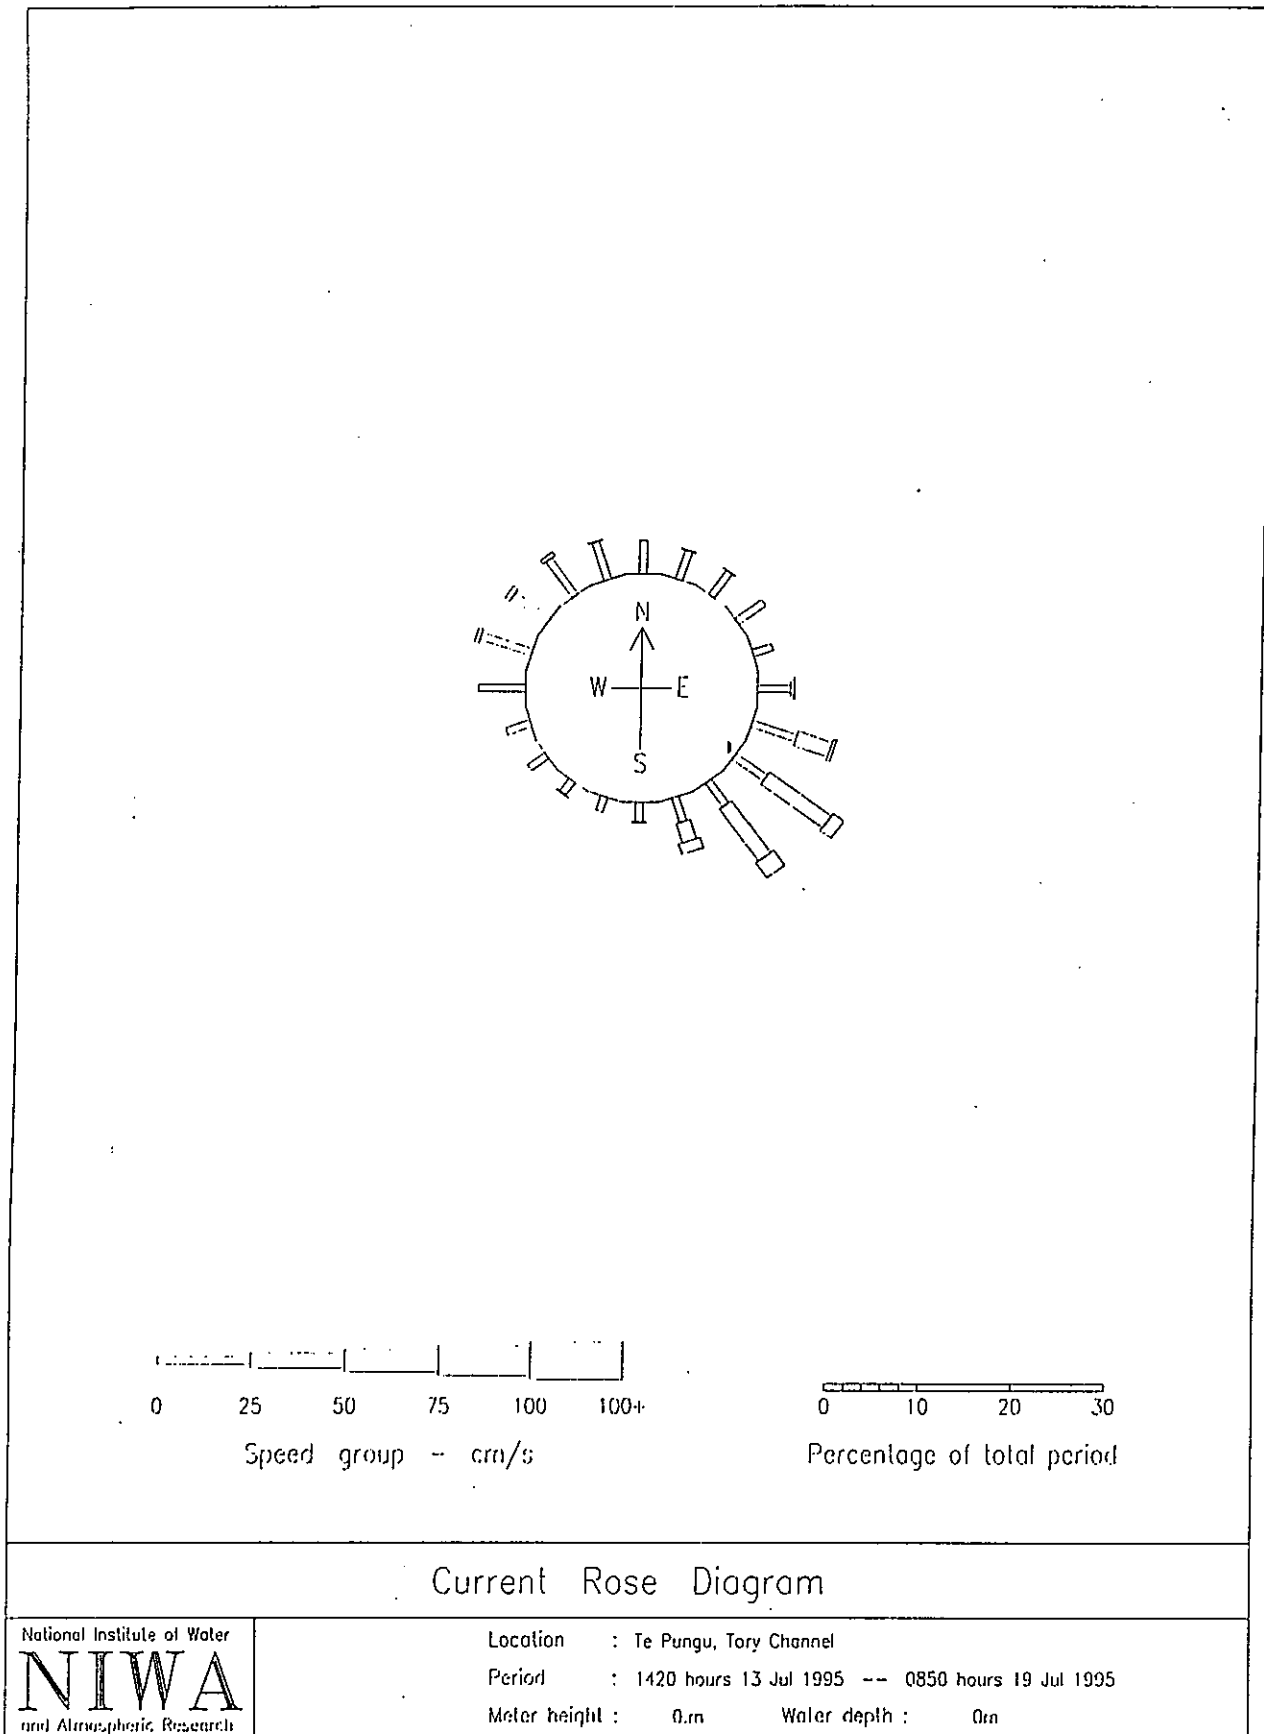 N
W E
S
0 25 50 75 100 100+
Speed group - cm/s
0 10 20 30
Percentage of total period
Current Rose Diagram
National Institute of Water
NIWA
and Atmospheric Research
Location : Te Pungu, Tory Channel
Period : 1420 hours 13 Jul 1995 -- 0850 hours 19 Jul 1995
Meter height : 0.m Water depth : 0m